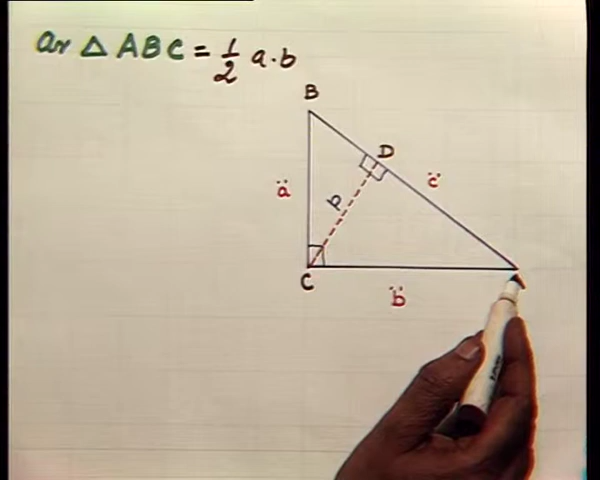 ar △ ABC = 1/2 a.b
B
D
"a"
p
"c"
C
"b"